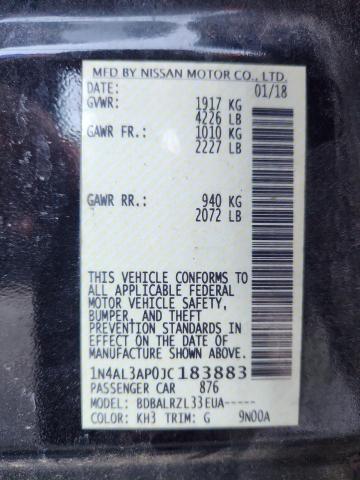 MFD BY NISSAN MOTOR CO., LTD.
DATE: 01/18
GVWR: 1917 KG
4226 LB
GAWR FR.: 1010 KG
2227 LB
GAWR RR.: 940 KG
2072 LB
THIS VEHICLE CONFORMS TO
ALL APPLICABLE FEDERAL
MOTOR VEHICLE SAFETY,
BUMPER, AND THEFT
PREVENTION STANDARDS IN
EFFECT ON THE DATE OF
MANUFACTURE SHOWN ABOVE.
1N4AL3AP0JC183883
PASSENGER CAR 876
MODEL: BDBALRZL33EUA-----
COLOR: KH3 TRIM: G 9N00A